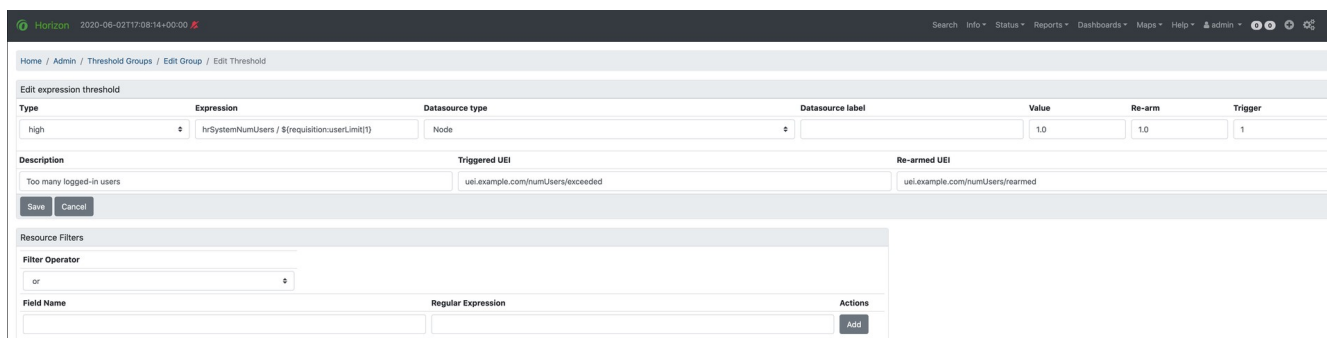 Horizon 2020-06-02T17:08:14+00:00 Search Info Status Reports Dashboards Maps Help admin 0 0
Home / Admin / Threshold Groups / Edit Group / Edit Threshold
Edit expression threshold
Type Expression Datasource type Datasource label Value Re-arm Trigger
high hrSystemNumUsers / ${requisition:userLimit|1} Node 1.0 1.0 1
Description Triggered UEI Re-armed UEI
Too many logged-in users uei.example.com/numUsers/exceeded uei.example.com/numUsers/rearmed
Save Cancel
Resource Filters
Filter Operator
or
Field Name Regular Expression Actions
Add